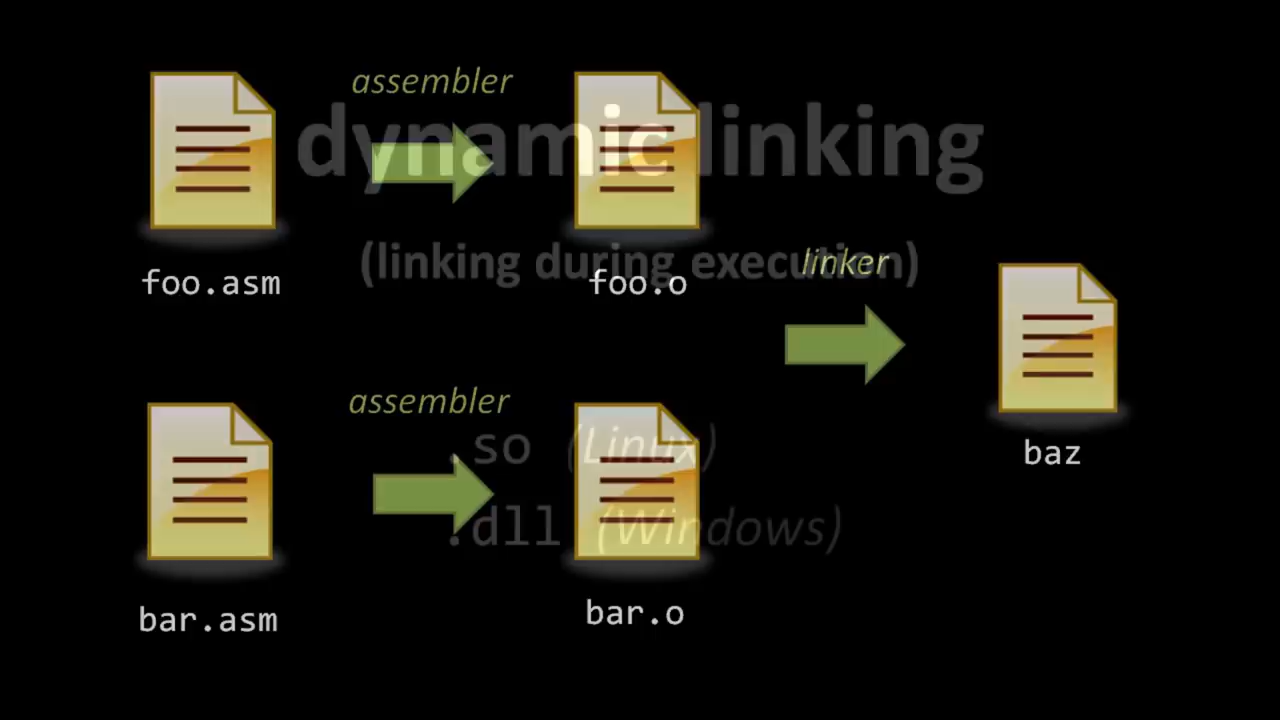 assembler
dynamic linking
(linking during execution)
linker
foo.asm
foo.o
assembler
.so (Linux)
baz
.dll (Windows)
bar.asm
bar.o